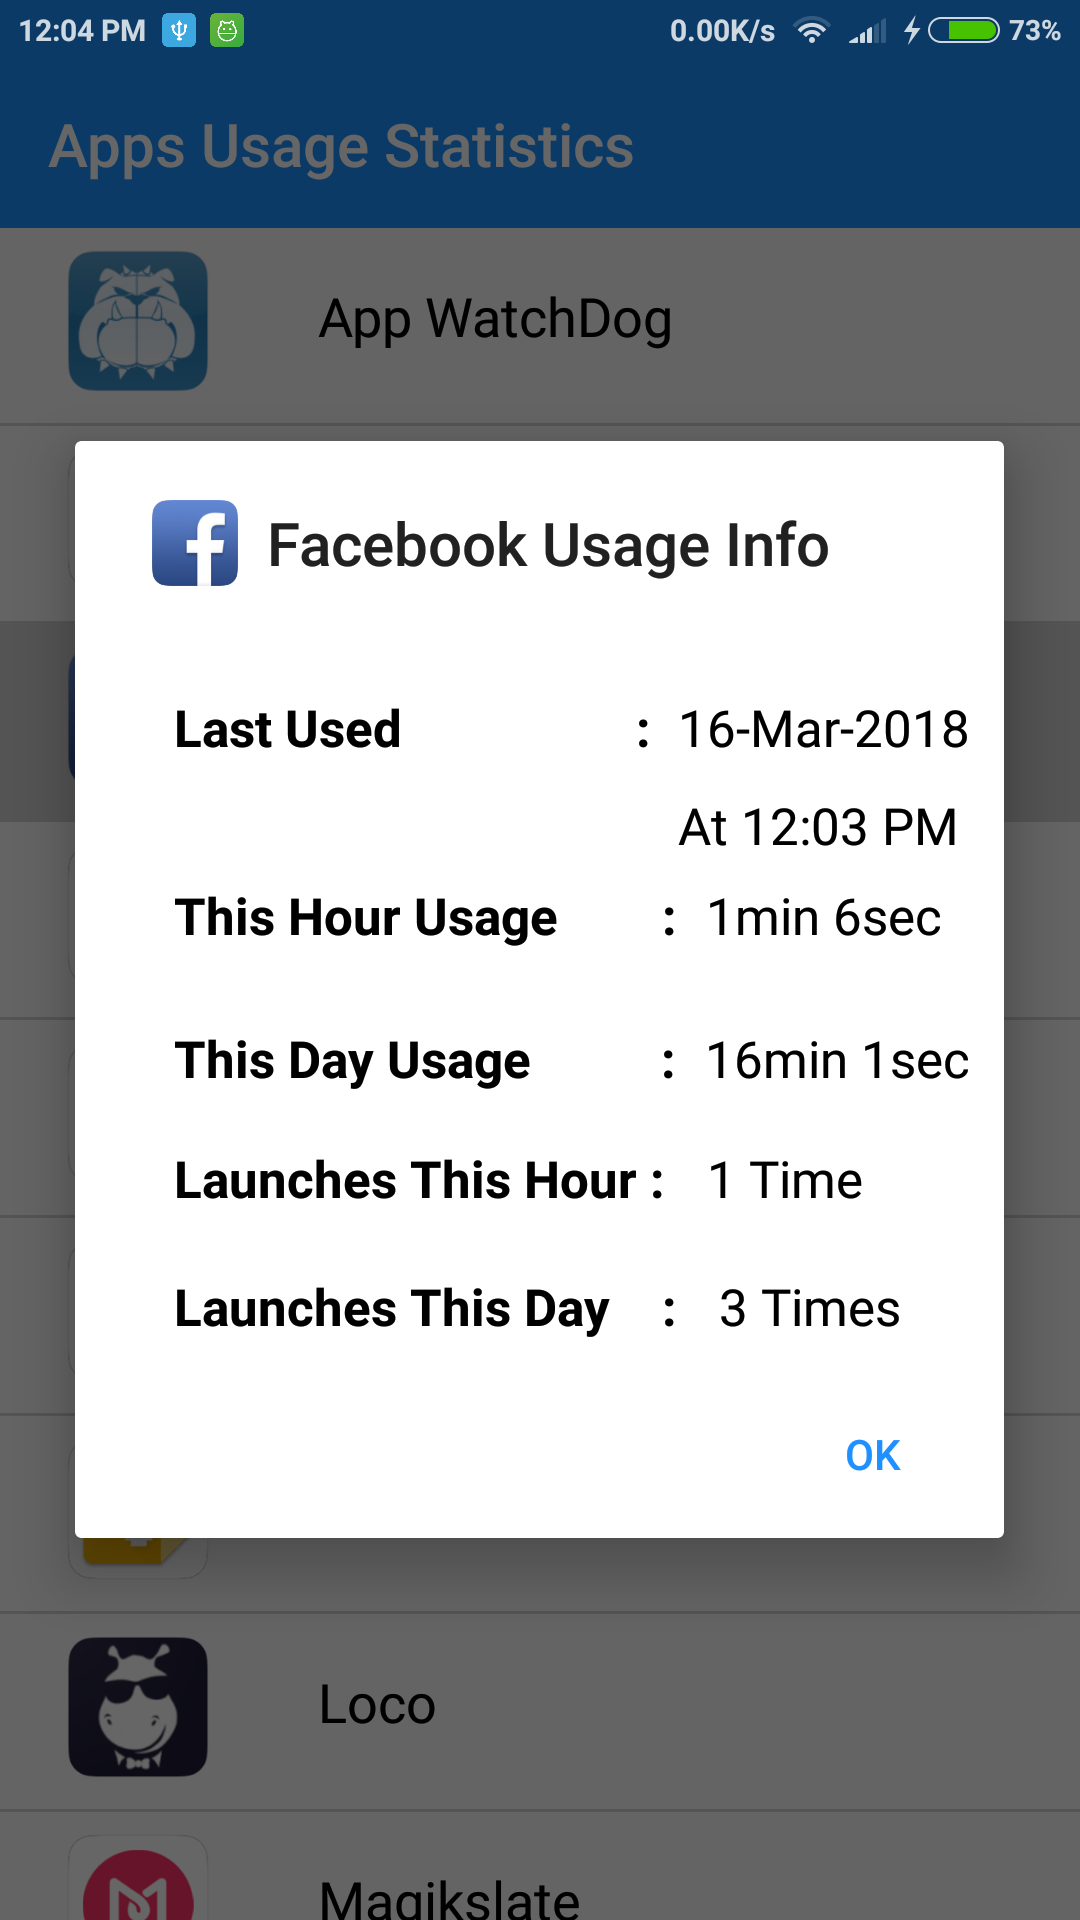 12:04 PM 0.00K/s 73%
Apps Usage Statistics
App WatchDog
Facebook Usage Info
Last Used : 16-Mar-2018
At 12:03 PM
This Hour Usage : 1min 6sec
This Day Usage : 16min 1sec
Launches This Hour : 1 Time
Launches This Day : 3 Times
OK
Loco
Magikslate